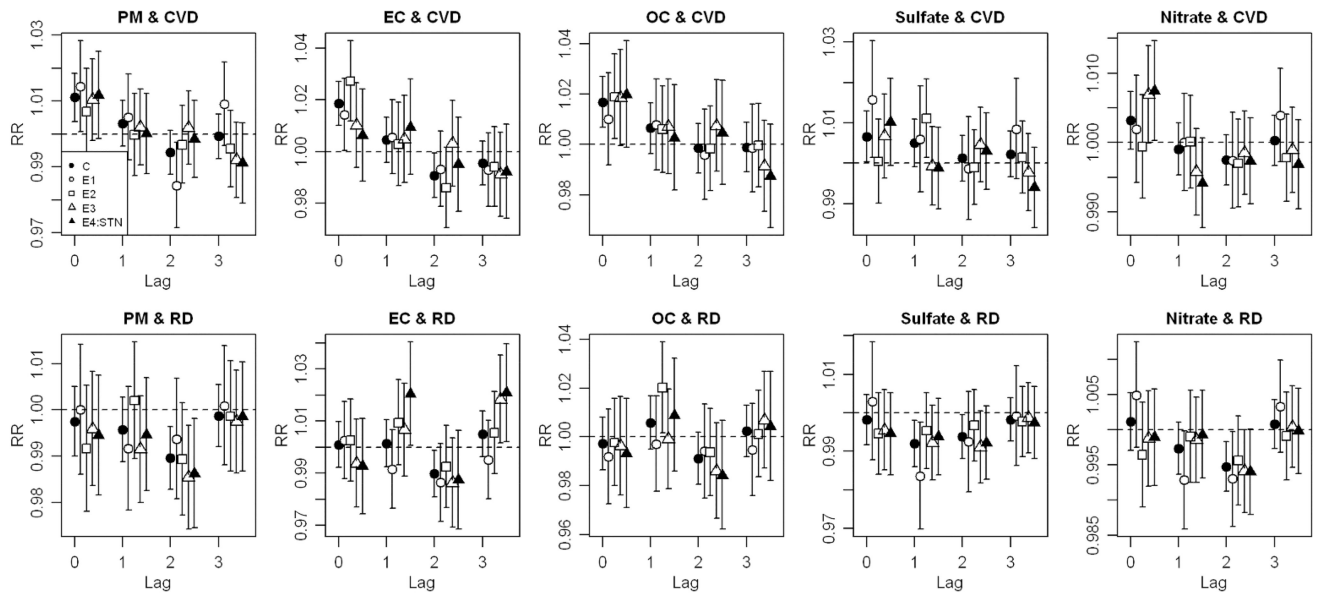 PM & CVD
RR
1.03
1.01
0.99
0.97
C
E1
E2
E3
E4:STN
0 1 2 3
Lag
EC & CVD
RR
1.04
1.02
1.00
0.98
0 1 2 3
Lag
OC & CVD
RR
1.04
1.02
1.00
0.98
0 1 2 3
Lag
Sulfate & CVD
RR
1.03
1.01
0.99
0 1 2 3
Lag
Nitrate & CVD
RR
1.010
1.000
0.990
0 1 2 3
Lag
PM & RD
RR
1.01
1.00
0.99
0.98
0 1 2 3
Lag
EC & RD
RR
1.03
1.01
0.99
0.97
0 1 2 3
Lag
OC & RD
RR
1.04
1.02
1.00
0.98
0.96
0 1 2 3
Lag
Sulfate & RD
RR
1.01
0.99
0.97
0 1 2 3
Lag
Nitrate & RD
RR
1.005
0.995
0.985
0 1 2 3
Lag